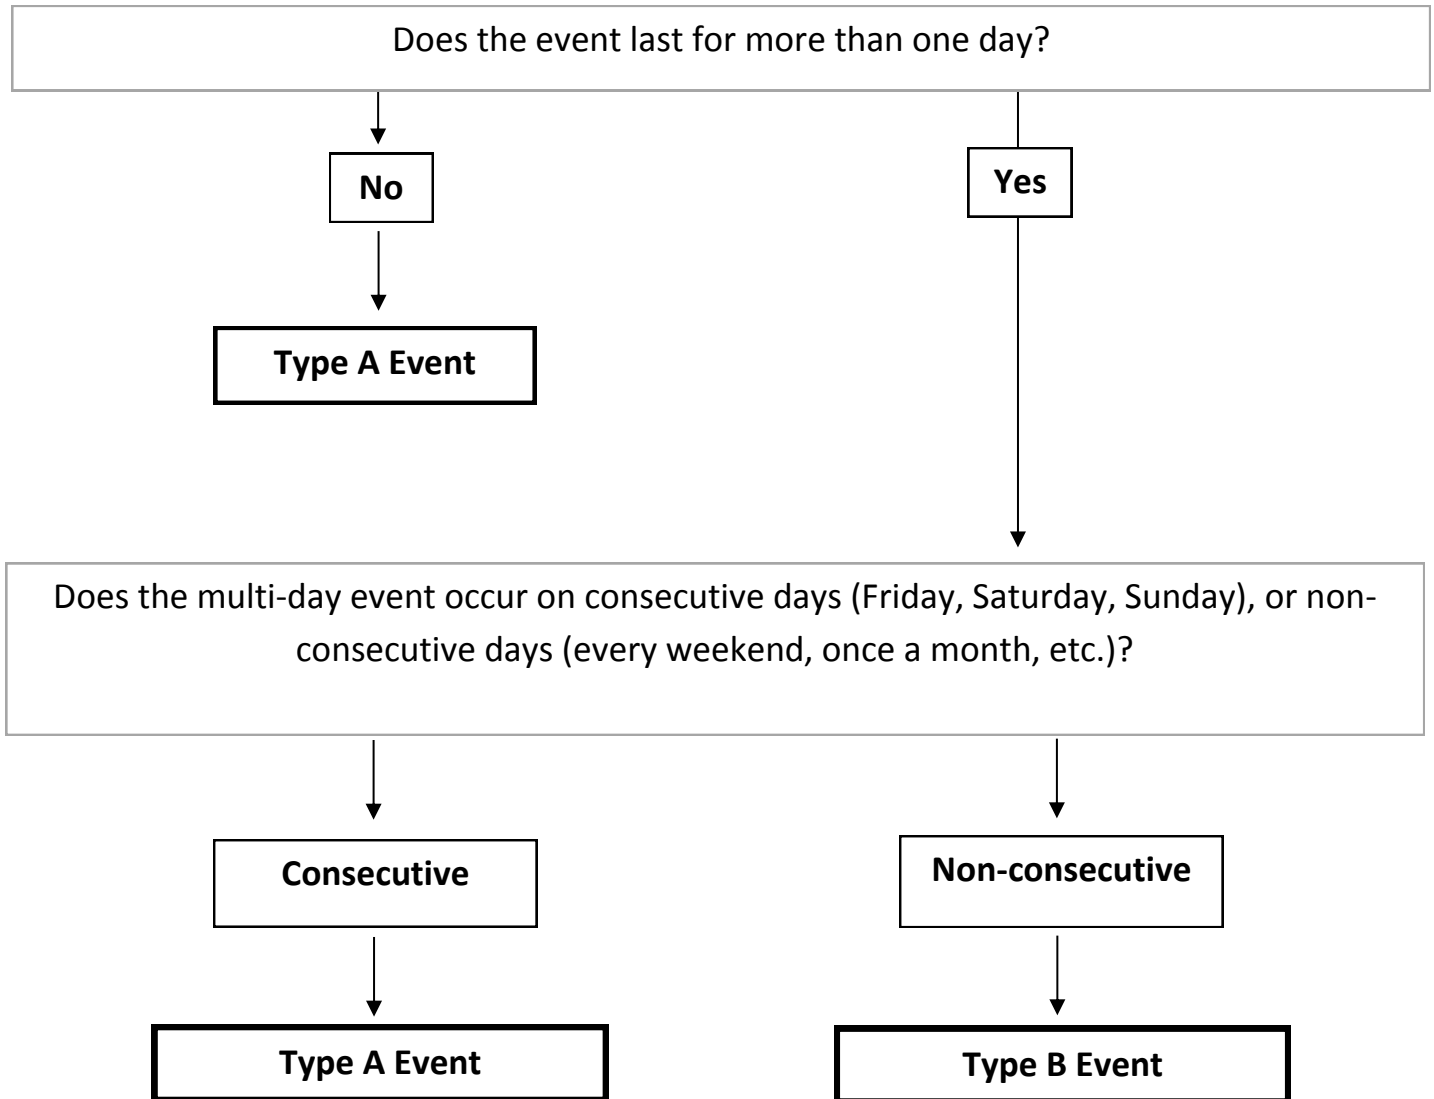 Does the event last for more than one day?
No
Yes
Type A Event
Does the multi-day event occur on consecutive days (Friday, Saturday, Sunday), or non-
consecutive days (every weekend, once a month, etc.)?
Consecutive
Non-consecutive
Type A Event
Type B Event